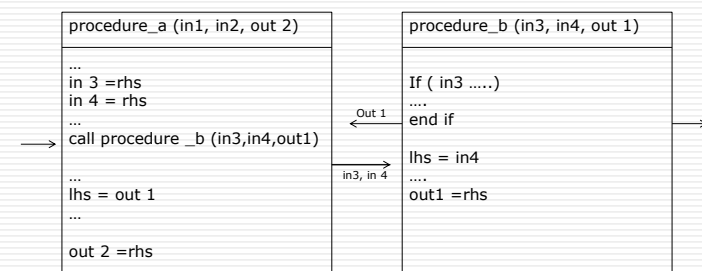 procedure_a (in1, in2, out 2)
…
in 3 =rhs
in 4 = rhs
…
call procedure _b (in3,in4,out1)
…
lhs = out 1
…
out 2 =rhs
Out 1
in3, in 4
procedure_b (in3, in4, out 1)
If ( in3 …..)
….
end if
lhs = in4
….
out1 =rhs